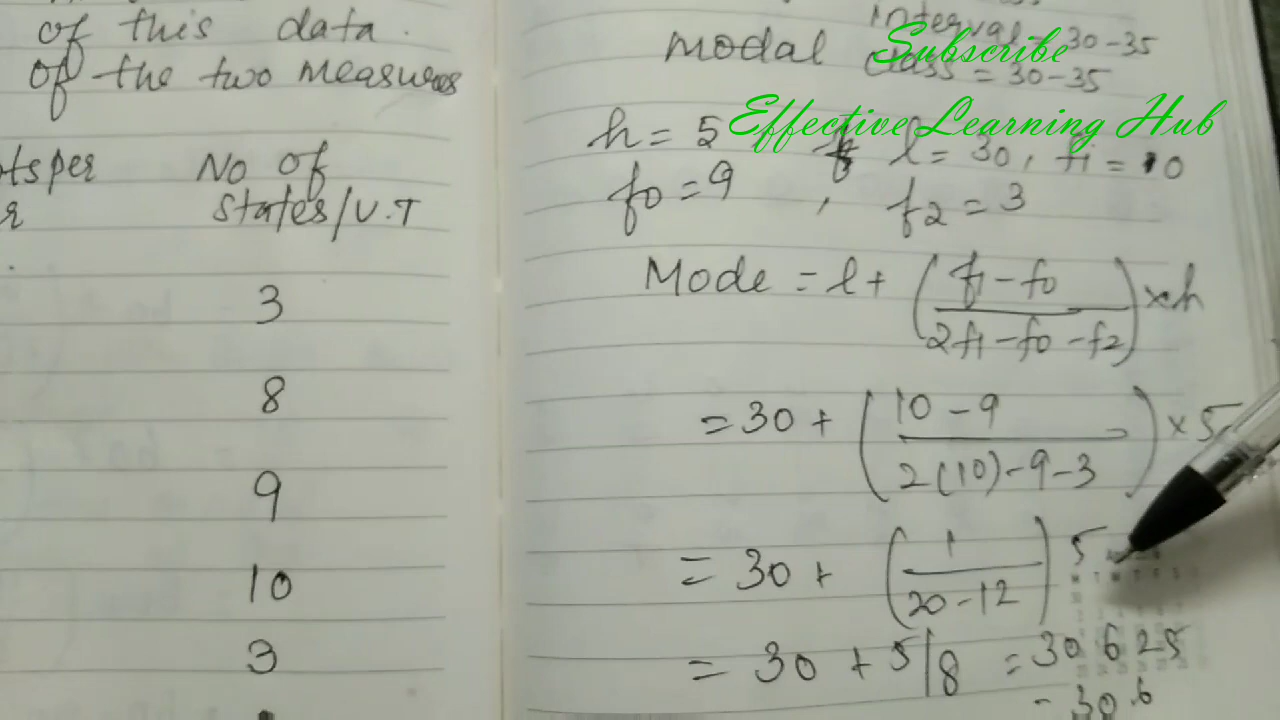 of this data.
of the two measures
ts per No of
r States/U.T
3
8
9
10
3
interval = 30-35
modal class = 30-35
Subscribe
Effective Learning Hub
h = 5 l = 30, f1 = 10
f0 = 9, f2 = 3
Mode = l + (f1 - f0 / 2f1 - f0 - f2) × h
= 30 + (10 - 9 / 2(10) - 9 - 3) × 5
= 30 + (1 / 20 - 12) 5
= 30 + 5/8 = 30.625
= 30.6